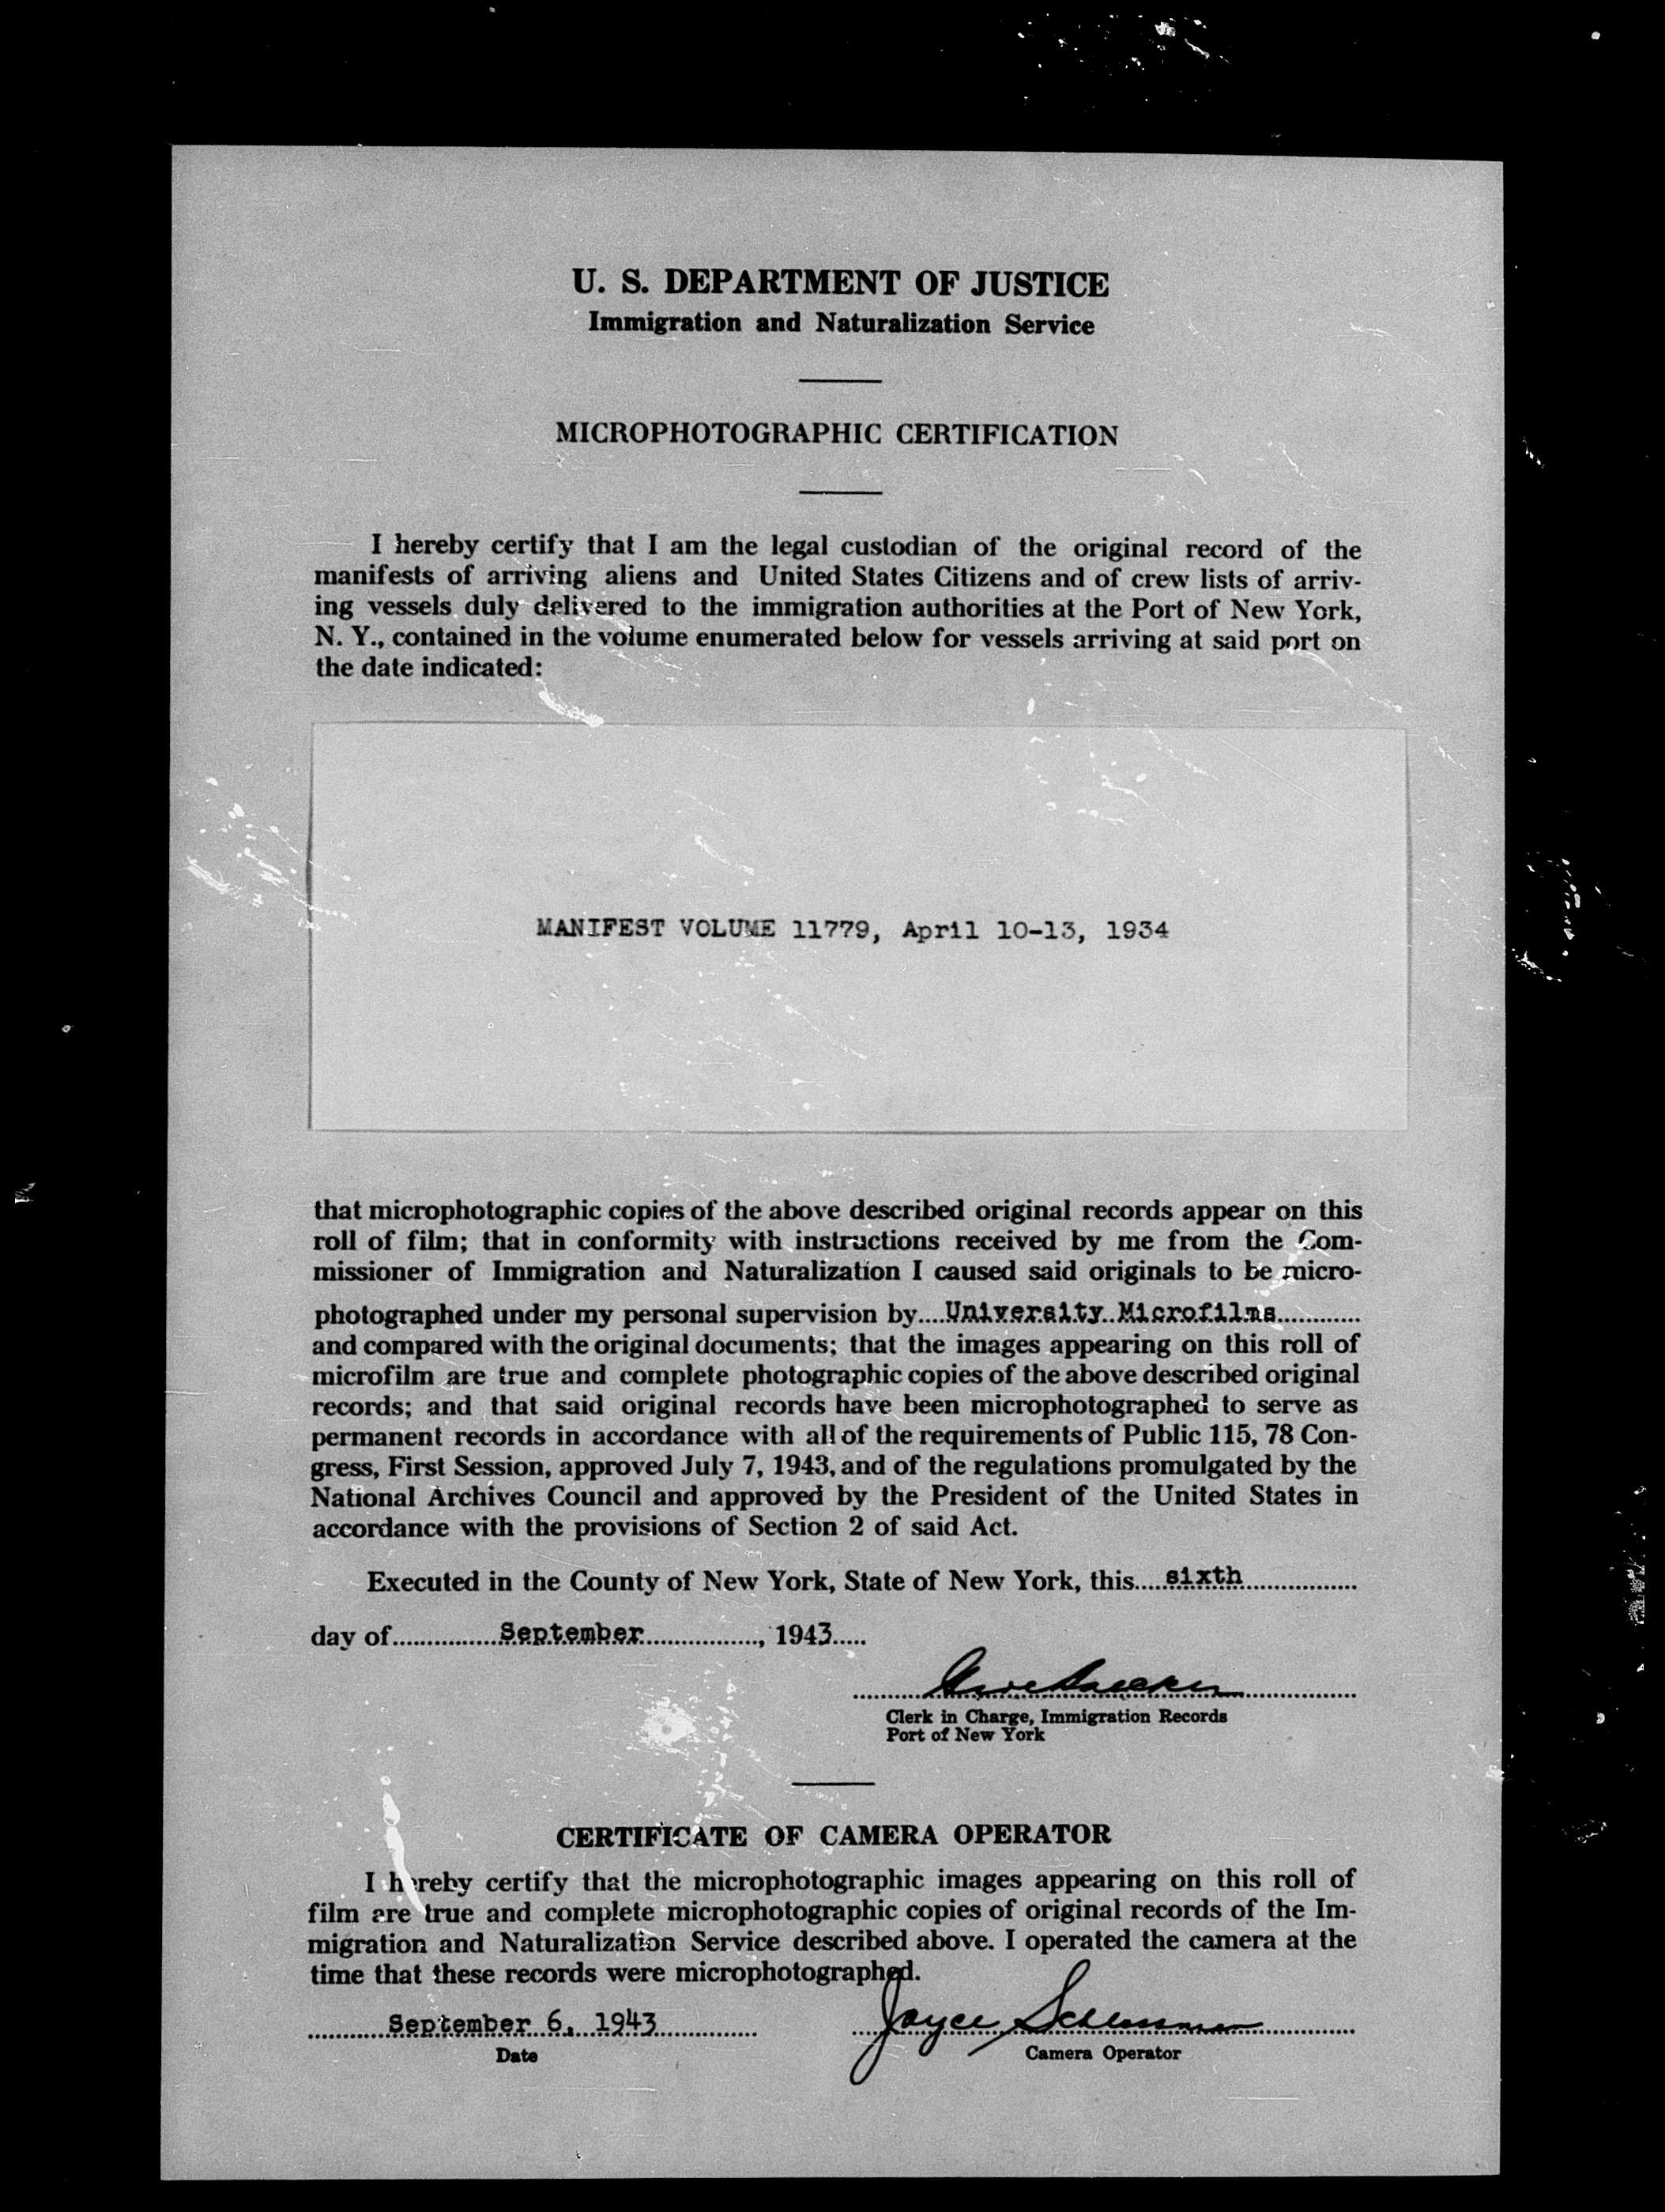 U. S. DEPARTMENT OF JUSTICE
Immigration and Naturalization Service
MICROPHOTOGRAPHIC CERTIFICATION
I hereby certify that I am the legal custodian of the original record of the
manifests of arriving aliens and United States Citizens and of crew lists of arriv-
ing vessels duly delivered to the immigration authorities at the Port of New York,
N. Y., contained in the volume enumerated below for vessels arriving at said port on
the date indicated:
MANIFEST VOLUME 11779, April 10-13, 1934
that microphotographic copies of the above described original records appear on this
roll of film; that in conformity with instructions received by me from the Com-
missioner of Immigration and Naturalization I caused said originals to be micro-
photographed under my personal supervision by....University Microfilms............
and compared with the original documents; that the images appearing on this roll of
microfilm are true and complete photographic copies of the above described original
records; and that said original records have been microphotographed to serve as
permanent records in accordance with all of the requirements of Public 115, 78 Con-
gress, First Session, approved July 7, 1943, and of the regulations promulgated by the
National Archives Council and approved by the President of the United States in
accordance with the provisions of Section 2 of said Act.
Executed in the County of New York, State of New York, this.....sixth.................
day of................September................., 1943.....
Clerk in Charge, Immigration Records
Port of New York
CERTIFICATE OF CAMERA OPERATOR
I hereby certify that the microphotographic images appearing on this roll of
film are true and complete microphotographic copies of original records of the Im-
migration and Naturalization Service described above. I operated the camera at the
time that these records were microphotographed.
September 6, 1943 Joyce
Date Camera Operator